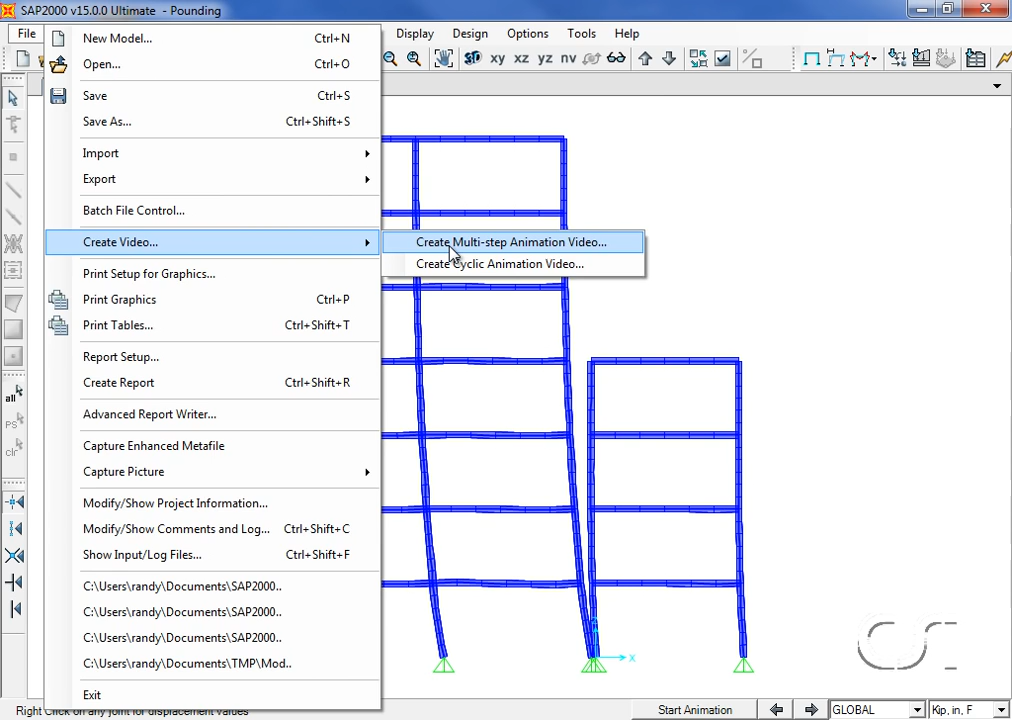 SAP2000 v15.0.0 Ultimate - Pounding
File
Display
Design
Options
Tools
Help
xy xz yz nv
New Model... Ctrl+N
Open... Ctrl+O
Save Ctrl+S
Save As... Ctrl+Shift+S
Import
Export
Batch File Control...
Create Video...
Create Multi-step Animation Video...
Create Cyclic Animation Video...
Print Setup for Graphics...
Print Graphics Ctrl+P
Print Tables... Ctrl+Shift+T
Report Setup...
Create Report Ctrl+Shift+R
Advanced Report Writer...
Capture Enhanced Metafile
Capture Picture
Modify/Show Project Information...
Modify/Show Comments and Log... Ctrl+Shift+C
Show Input/Log Files... Ctrl+Shift+F
C:\Users\randy\Documents\SAP2000..
C:\Users\randy\Documents\SAP2000..
C:\Users\randy\Documents\SAP2000..
C:\Users\randy\Documents\TMP\Mod..
Exit
all
PS
clr
X
CSI
Right Click on any joint for displacement values
Start Animation
GLOBAL
Kip, in, F